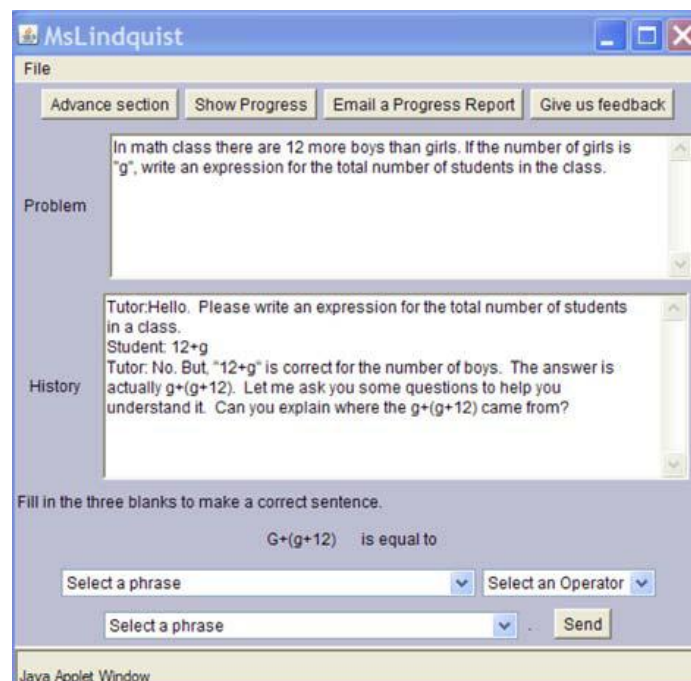 MsLindquist
File
Advance section Show Progress Email a Progress Report Give us feedback
Problem
In math class there are 12 more boys than girls. If the number of girls is
"g", write an expression for the total number of students in the class.
History
Tutor:Hello. Please write an expression for the total number of students
in a class.
Student: 12+g
Tutor: No. But, "12+g" is correct for the number of boys. The answer is
actually g+(g+12). Let me ask you some questions to help you
understand it. Can you explain where the g+(g+12) came from?
Fill in the three blanks to make a correct sentence.
G+(g+12) is equal to
Select a phrase Select an Operator
Select a phrase . Send
Java Applet Window